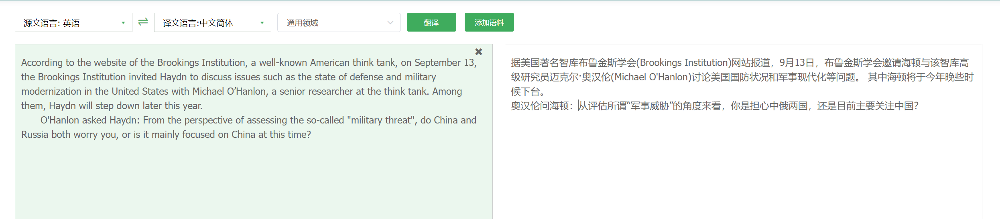 源文语言: 英语
译文语言:中文简体
通用领域
翻译
添加语料
According to the website of the Brookings Institution, a well-known American think tank, on September 13,
the Brookings Institution invited Haydn to discuss issues such as the state of defense and military
modernization in the United States with Michael O’Hanlon, a senior researcher at the think tank. Among
them, Haydn will step down later this year.
O'Hanlon asked Haydn: From the perspective of assessing the so-called "military threat", do China and
Russia both worry you, or is it mainly focused on China at this time?
据美国著名智库布鲁金斯学会(Brookings Institution)网站报道，9月13日，布鲁金斯学会邀请海顿与该智库高
级研究员迈克尔·奥汉伦(Michael O'Hanlon)讨论美国国防状况和军事现代化等问题。 其中海顿将于今年晚些时
候下台。
奥汉伦问海顿：从评估所谓“军事威胁”的角度来看，你是担心中俄两国，还是目前主要关注中国？